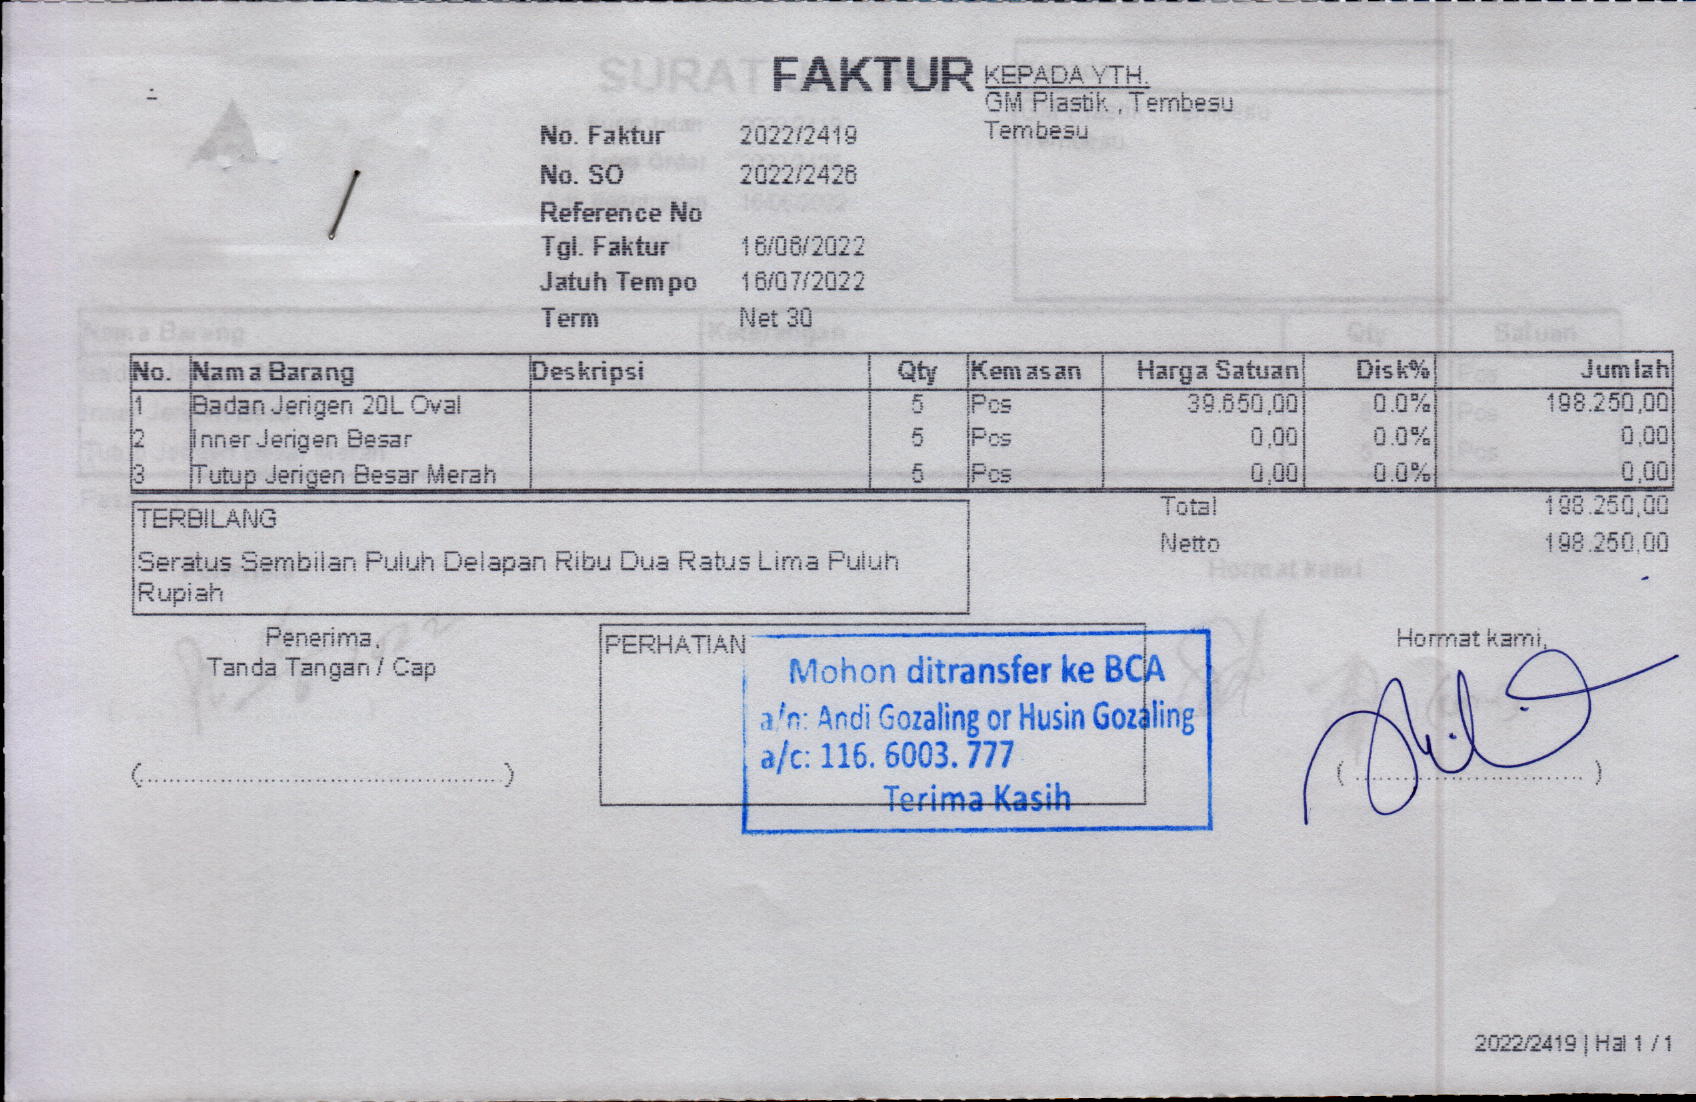 FAKTUR
KEPADA YTH.
GM Plastik , Tembesu
Tembesu
No. Faktur 2022/2419
No. SO 2022/2426
Reference No
Tgl. Faktur 16/06/2022
Jatuh Tempo 16/07/2022
Term Net 30
No. Nama Barang Deskripsi Qty Kemasan Harga Satuan Disk% Jumlah
1 Badan Jerigen 20L Oval 5 Pcs 39.650,00 0.0% 198.250,00
2 Inner Jerigen Besar 5 Pcs 0,00 0.0% 0,00
3 Tutup Jerigen Besar Merah 5 Pcs 0,00 0.0% 0,00
Total 198.250,00
Netto 198.250,00
TERBILANG
Seratus Sembilan Puluh Delapan Ribu Dua Ratus Lima Puluh
Rupiah
Penerima,
Tanda Tangan / Cap
PERHATIAN
Mohon ditransfer ke BCA
a/n: Andi Gozaling or Husin Gozaling
a/c: 116. 6003. 777
Terima Kasih
Hormat kami,
2022/2419 | Hal 1 / 1